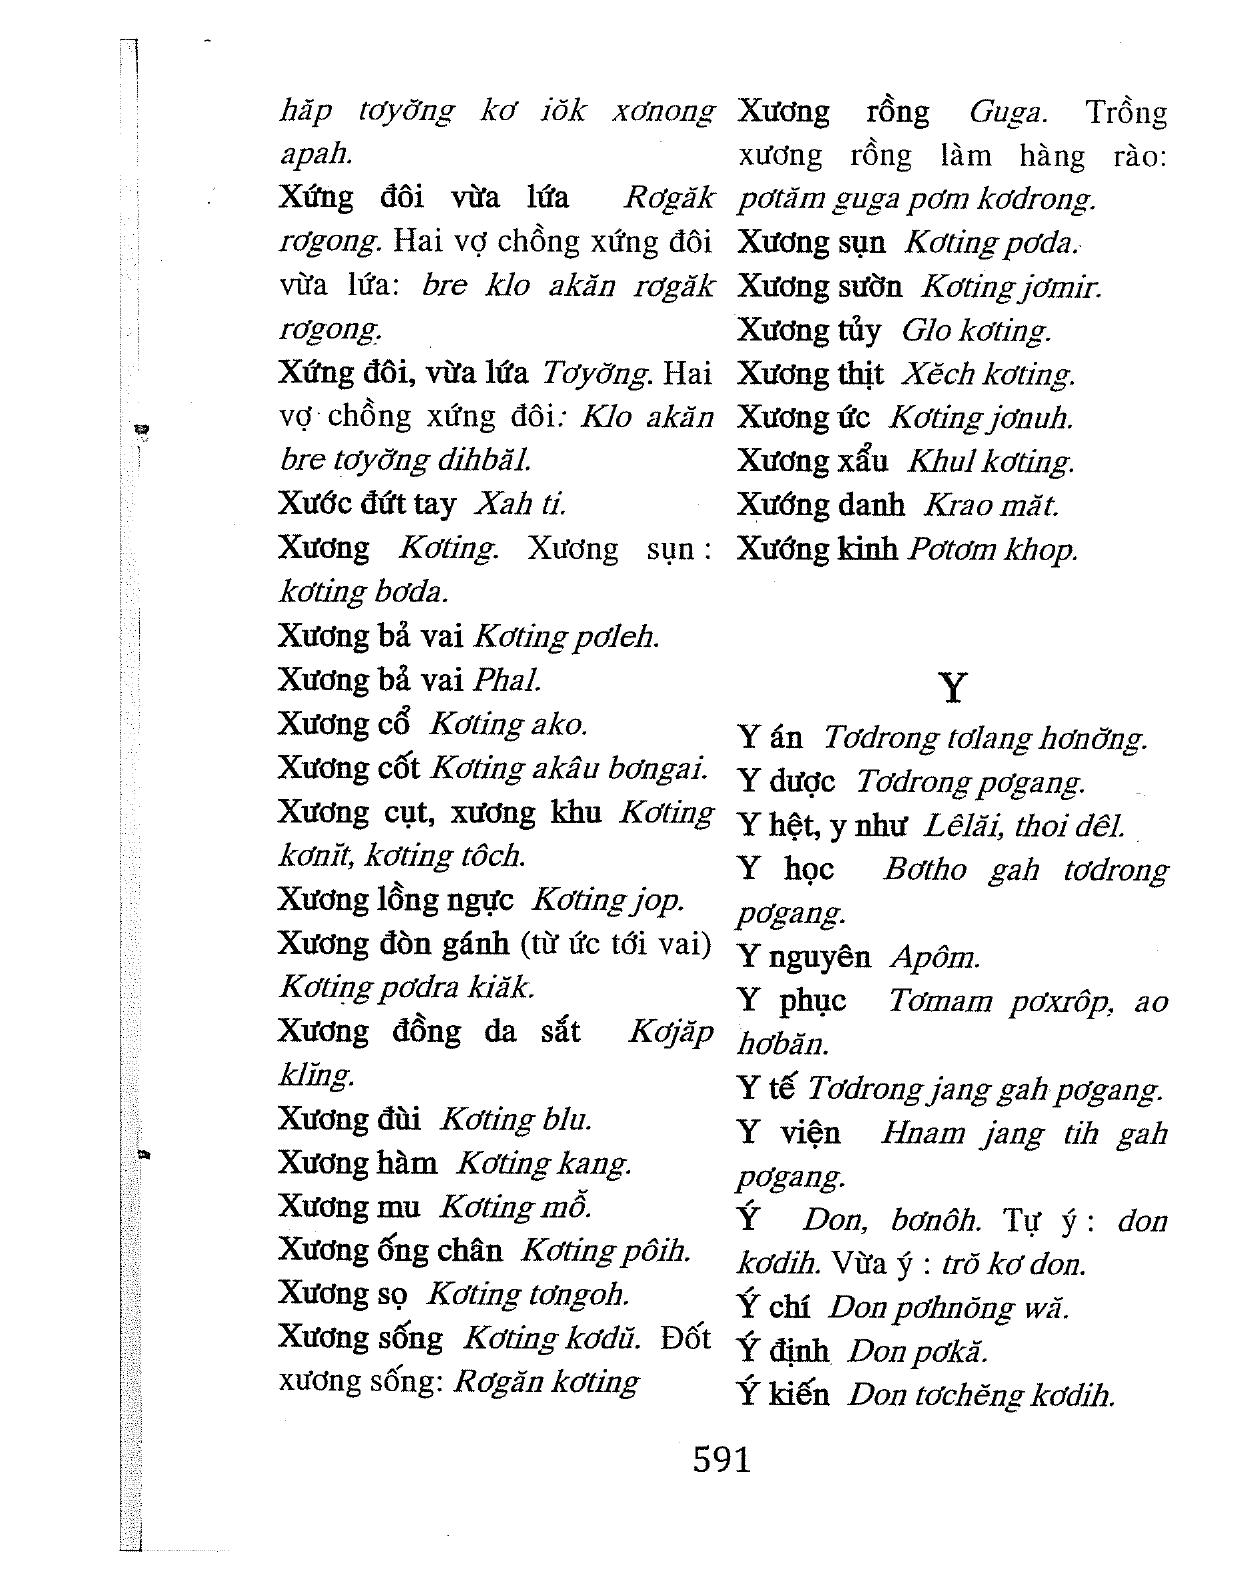 hăp tơyơ̆ng kơ iŏk xơnong
apah.
Xứng đôi vừa lứa Rơgăk
rơgong. Hai vợ chồng xứng đôi
vừa lứa: bre klo akăn rơgăk
rơgong.
Xứng đôi, vừa lứa Tơyơ̆ng. Hai
vợ chồng xứng đôi: Klo akăn
bre tơyơ̆ng dihbăl.
Xước đứt tay Xah ti.
Xương Kơting. Xương sụn :
kơting bơda.
Xương bả vai Kơting pơleh.
Xương bả vai Phal.
Xương cổ Kơting ako.
Xương cốt Kơting akâu bơngai.
Xương cụt, xương khu Kơting
kơnĭt, kơting tôch.
Xương lồng ngực Kơting jop.
Xương đòn gánh (từ ức tới vai)
Kơting pơdra kiăk.
Xương đồng da sắt Kơjăp
klĭng.
Xương đùi Kơting blu.
Xương hàm Kơting kang.
Xương mu Kơting mô̆.
Xương ống chân Kơting pôih.
Xương sọ Kơting tơngoh.
Xương sống Kơting kơdŭ. Đốt
xương sống: Rơgăn kơting
Xương rồng Guga. Trồng
xương rồng làm hàng rào:
pơtăm guga pơm kơdrong.
Xương sụn Kơting pơda.
Xương sườn Kơting jơmir.
Xương tủy Glo kơting.
Xương thịt Xĕch kơting.
Xương ức Kơting jơnuh.
Xương xẩu Khul kơting.
Xướng danh Krao măt.
Xướng kinh Pơtơm khop.
Y
Y án Tơdrong tơlang hơnơ̆ng.
Y dược Tơdrong pơgang.
Y hệt, y như Lêlăi, thoi dêl.
Y học Bơtho gah tơdrong
pơgang.
Y nguyên Apôm.
Y phục Tơmam pơxrôp, ao
hơbăn.
Y tế Tơdrong jang gah pơgang.
Y viện Hnam jang tih gah
pơgang.
Ý Don, bơnôh. Tự ý : don
kơdih. Vừa ý : trŏ kơ don.
Ý chí Don pơhnŏng wă.
Ý định Don pơkă.
Ý kiến Don tơchĕng kơdih.
591